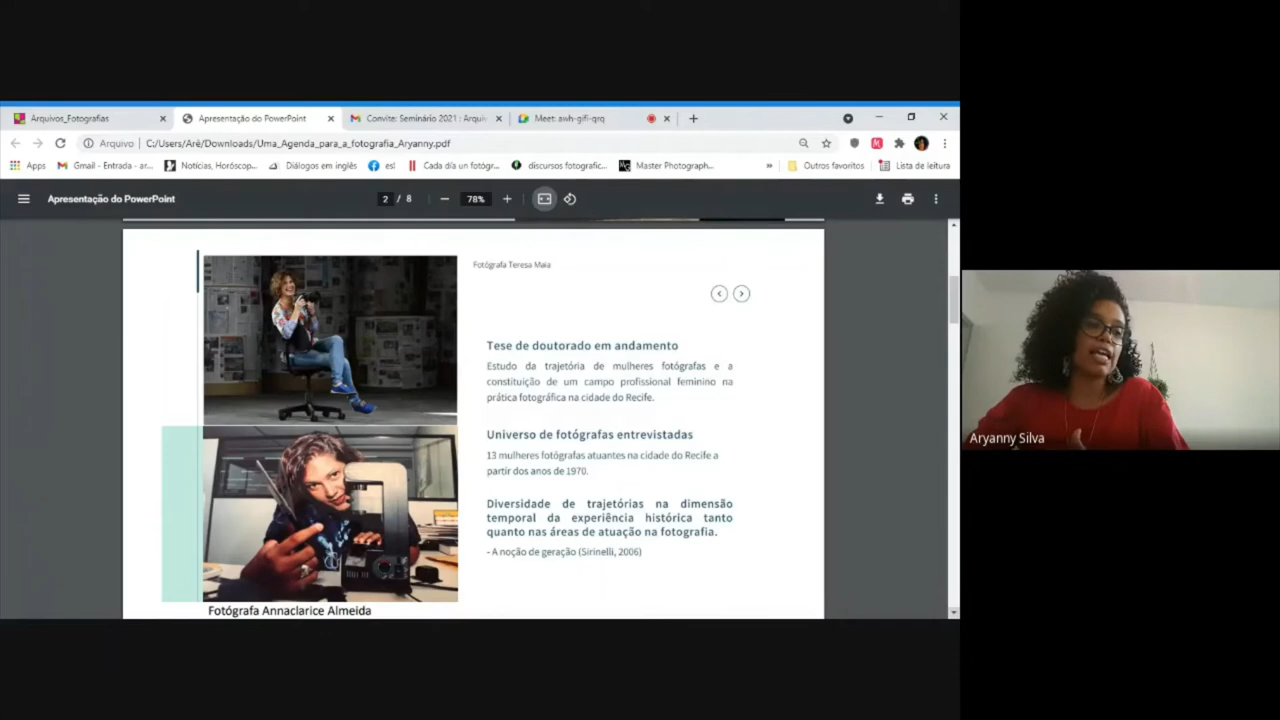 Arquivos_Fotografias
Apresentação do PowerPoint
Convite: Seminário 2021 : Arquiv
Meet: awh-gifi-qrq
Arquivo
C:/Users/Arè/Downloads/Uma_Agenda_para_a_fotografia_Aryanny.pdf
Apps
Gmail - Entrada - ar...
Notícias, Horóscop...
Diálogos em inglês
esl
Cada día un fotógr...
discursos fotografic...
Master Photograph...
»
Outros favoritos
Lista de leitura
Apresentação do PowerPoint
2 / 8
78%
Fotógrafa Teresa Maia
Tese de doutorado em andamento
Estudo da trajetória de mulheres fotógrafas e a
constituição de um campo profissional feminino na
prática fotográfica na cidade do Recife.
Universo de fotógrafas entrevistadas
13 mulheres fotógrafas atuantes na cidade do Recife a
partir dos anos de 1970.
Diversidade de trajetórias na dimensão
temporal da experiência histórica tanto
quanto nas áreas de atuação na fotografia.
- A noção de geração (Sirinelli, 2006)
Fotógrafa Annaclarice Almeida
Aryanny Silva